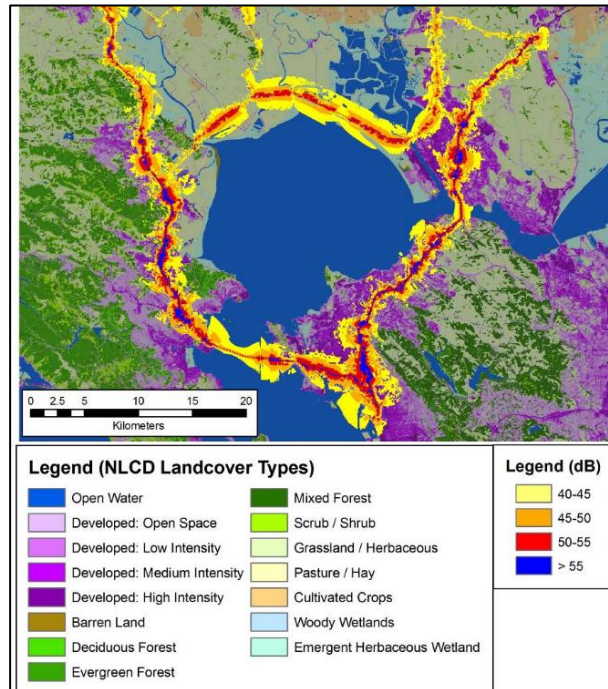 0 2.5 5 10 15 20
Kilometers
Legend (NLCD Landcover Types)
Open Water
Developed: Open Space
Developed: Low Intensity
Developed: Medium Intensity
Developed: High Intensity
Barren Land
Deciduous Forest
Evergreen Forest
Mixed Forest
Scrub / Shrub
Grassland / Herbaceous
Pasture / Hay
Cultivated Crops
Woody Wetlands
Emergent Herbaceous Wetland
Legend (dB)
40-45
45-50
50-55
> 55